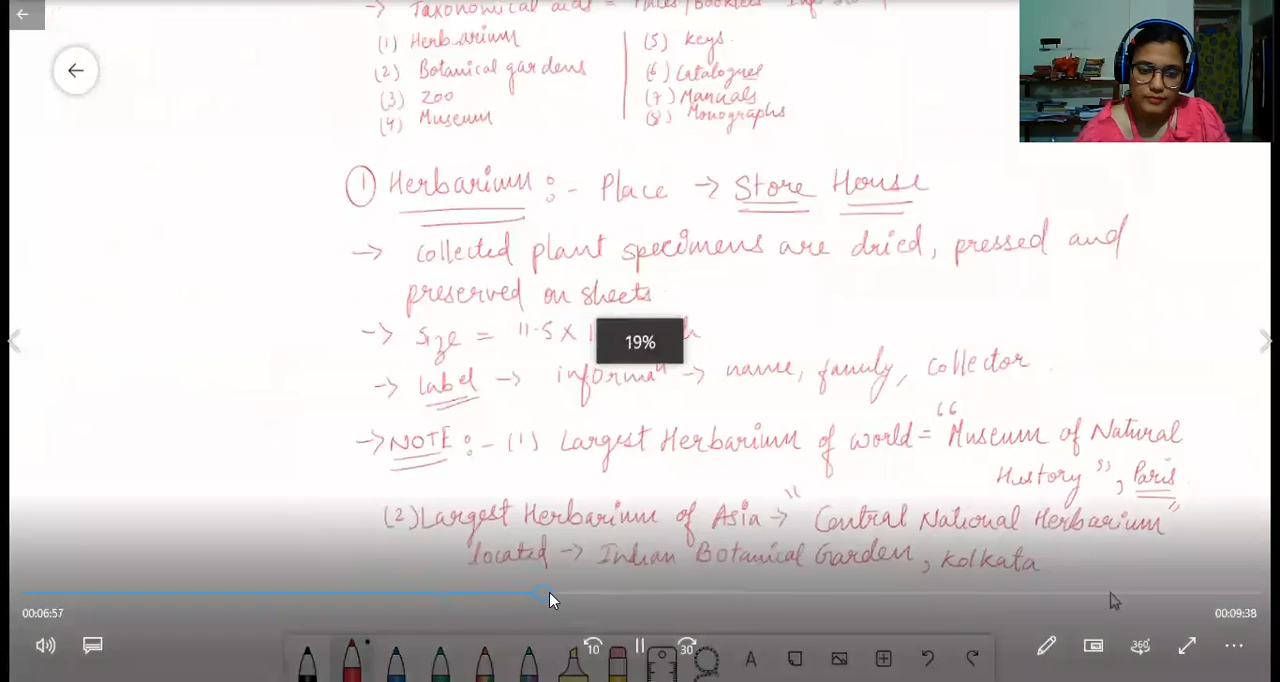 → Taxonomical aids =
(1) Herbarium
(2) Botanical gardens
(3) Zoo
(4) Museum
(5) Keys.
(6) Catalogues
(7) Manuals
(8) Monographs
① Herbarium :- Place → Store House
→ Collected plant specimens are dried, pressed and
preserved on sheets
→ Size = 11.5 X
19%
→ label → informaⁿ → name, family, collector
→ NOTE :- (1) Largest Herbarium of world = "Museum of Natural
History", Paris
(2) Largest Herbarium of Asia → "Central National Herbarium"
located → Indian Botanical Garden, Kolkata
00:06:57
00:09:38
10
30
360
A